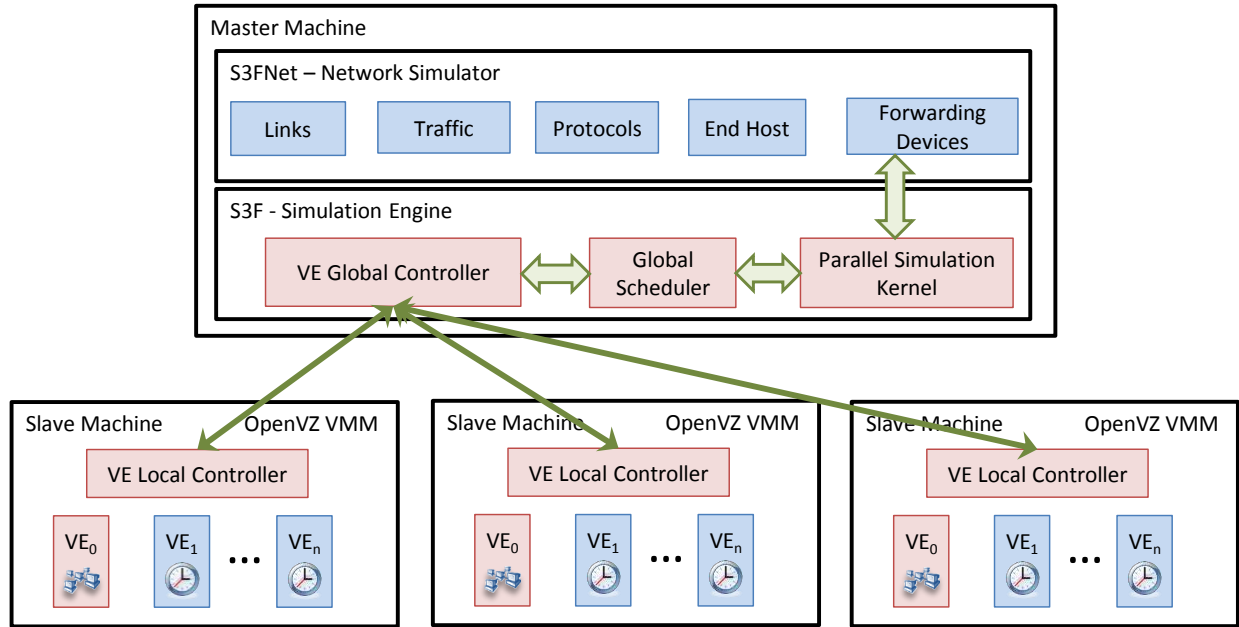 Master Machine
S3FNet – Network Simulator
Links
Traffic
Protocols
End Host
Forwarding
Devices
S3F - Simulation Engine
VE Global Controller
Global
Scheduler
Parallel Simulation
Kernel
Slave Machine
OpenVZ VMM
VE Local Controller
VE0
VE1
...
VEn
Slave Machine
OpenVZ VMM
VE Local Controller
VE0
VE1
...
VEn
Slave Machine
OpenVZ VMM
VE Local Controller
VE0
VE1
...
VEn